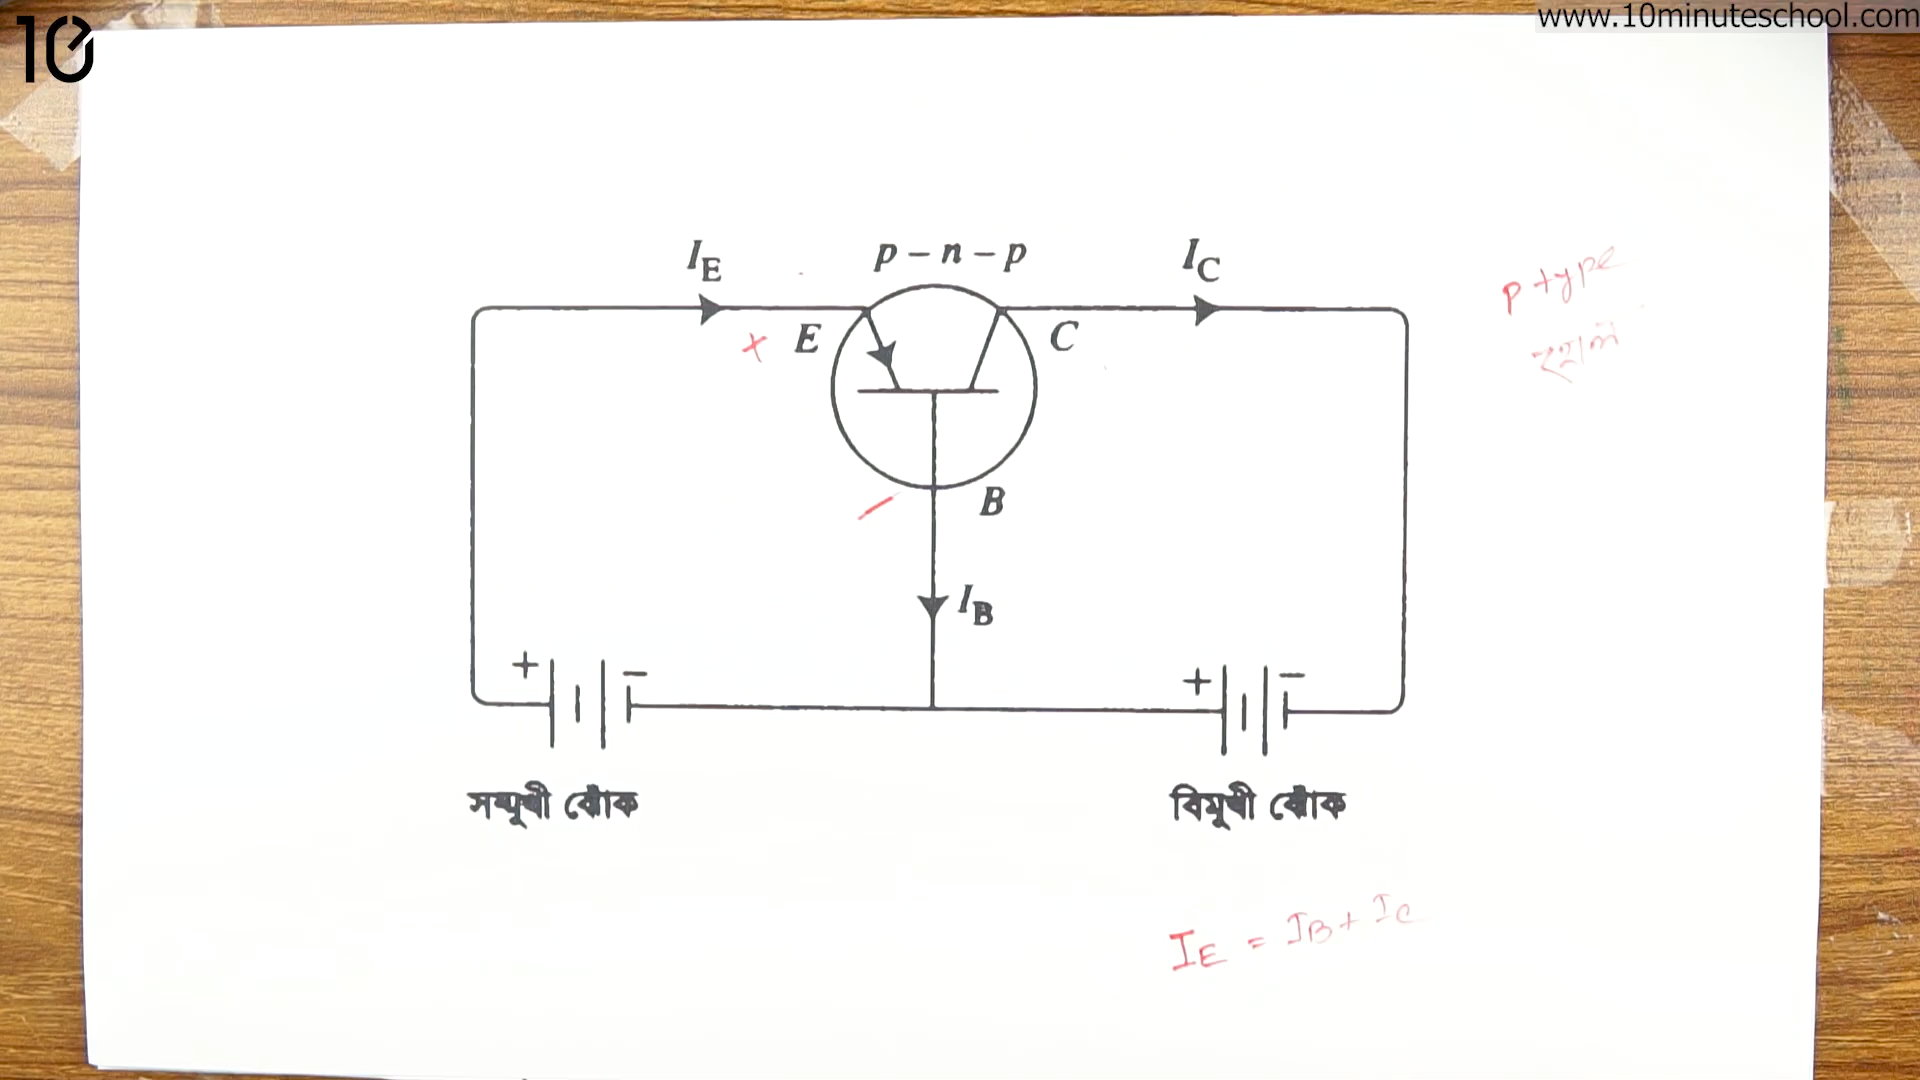 10
www.10minuteschool.com
p – n – p
I_E
I_C
E
C
B
I_B
p type
+
–
+ –
+ –
সম্মুখী ঝোঁক
বিমুখী ঝোঁক
I_E = I_B + I_C